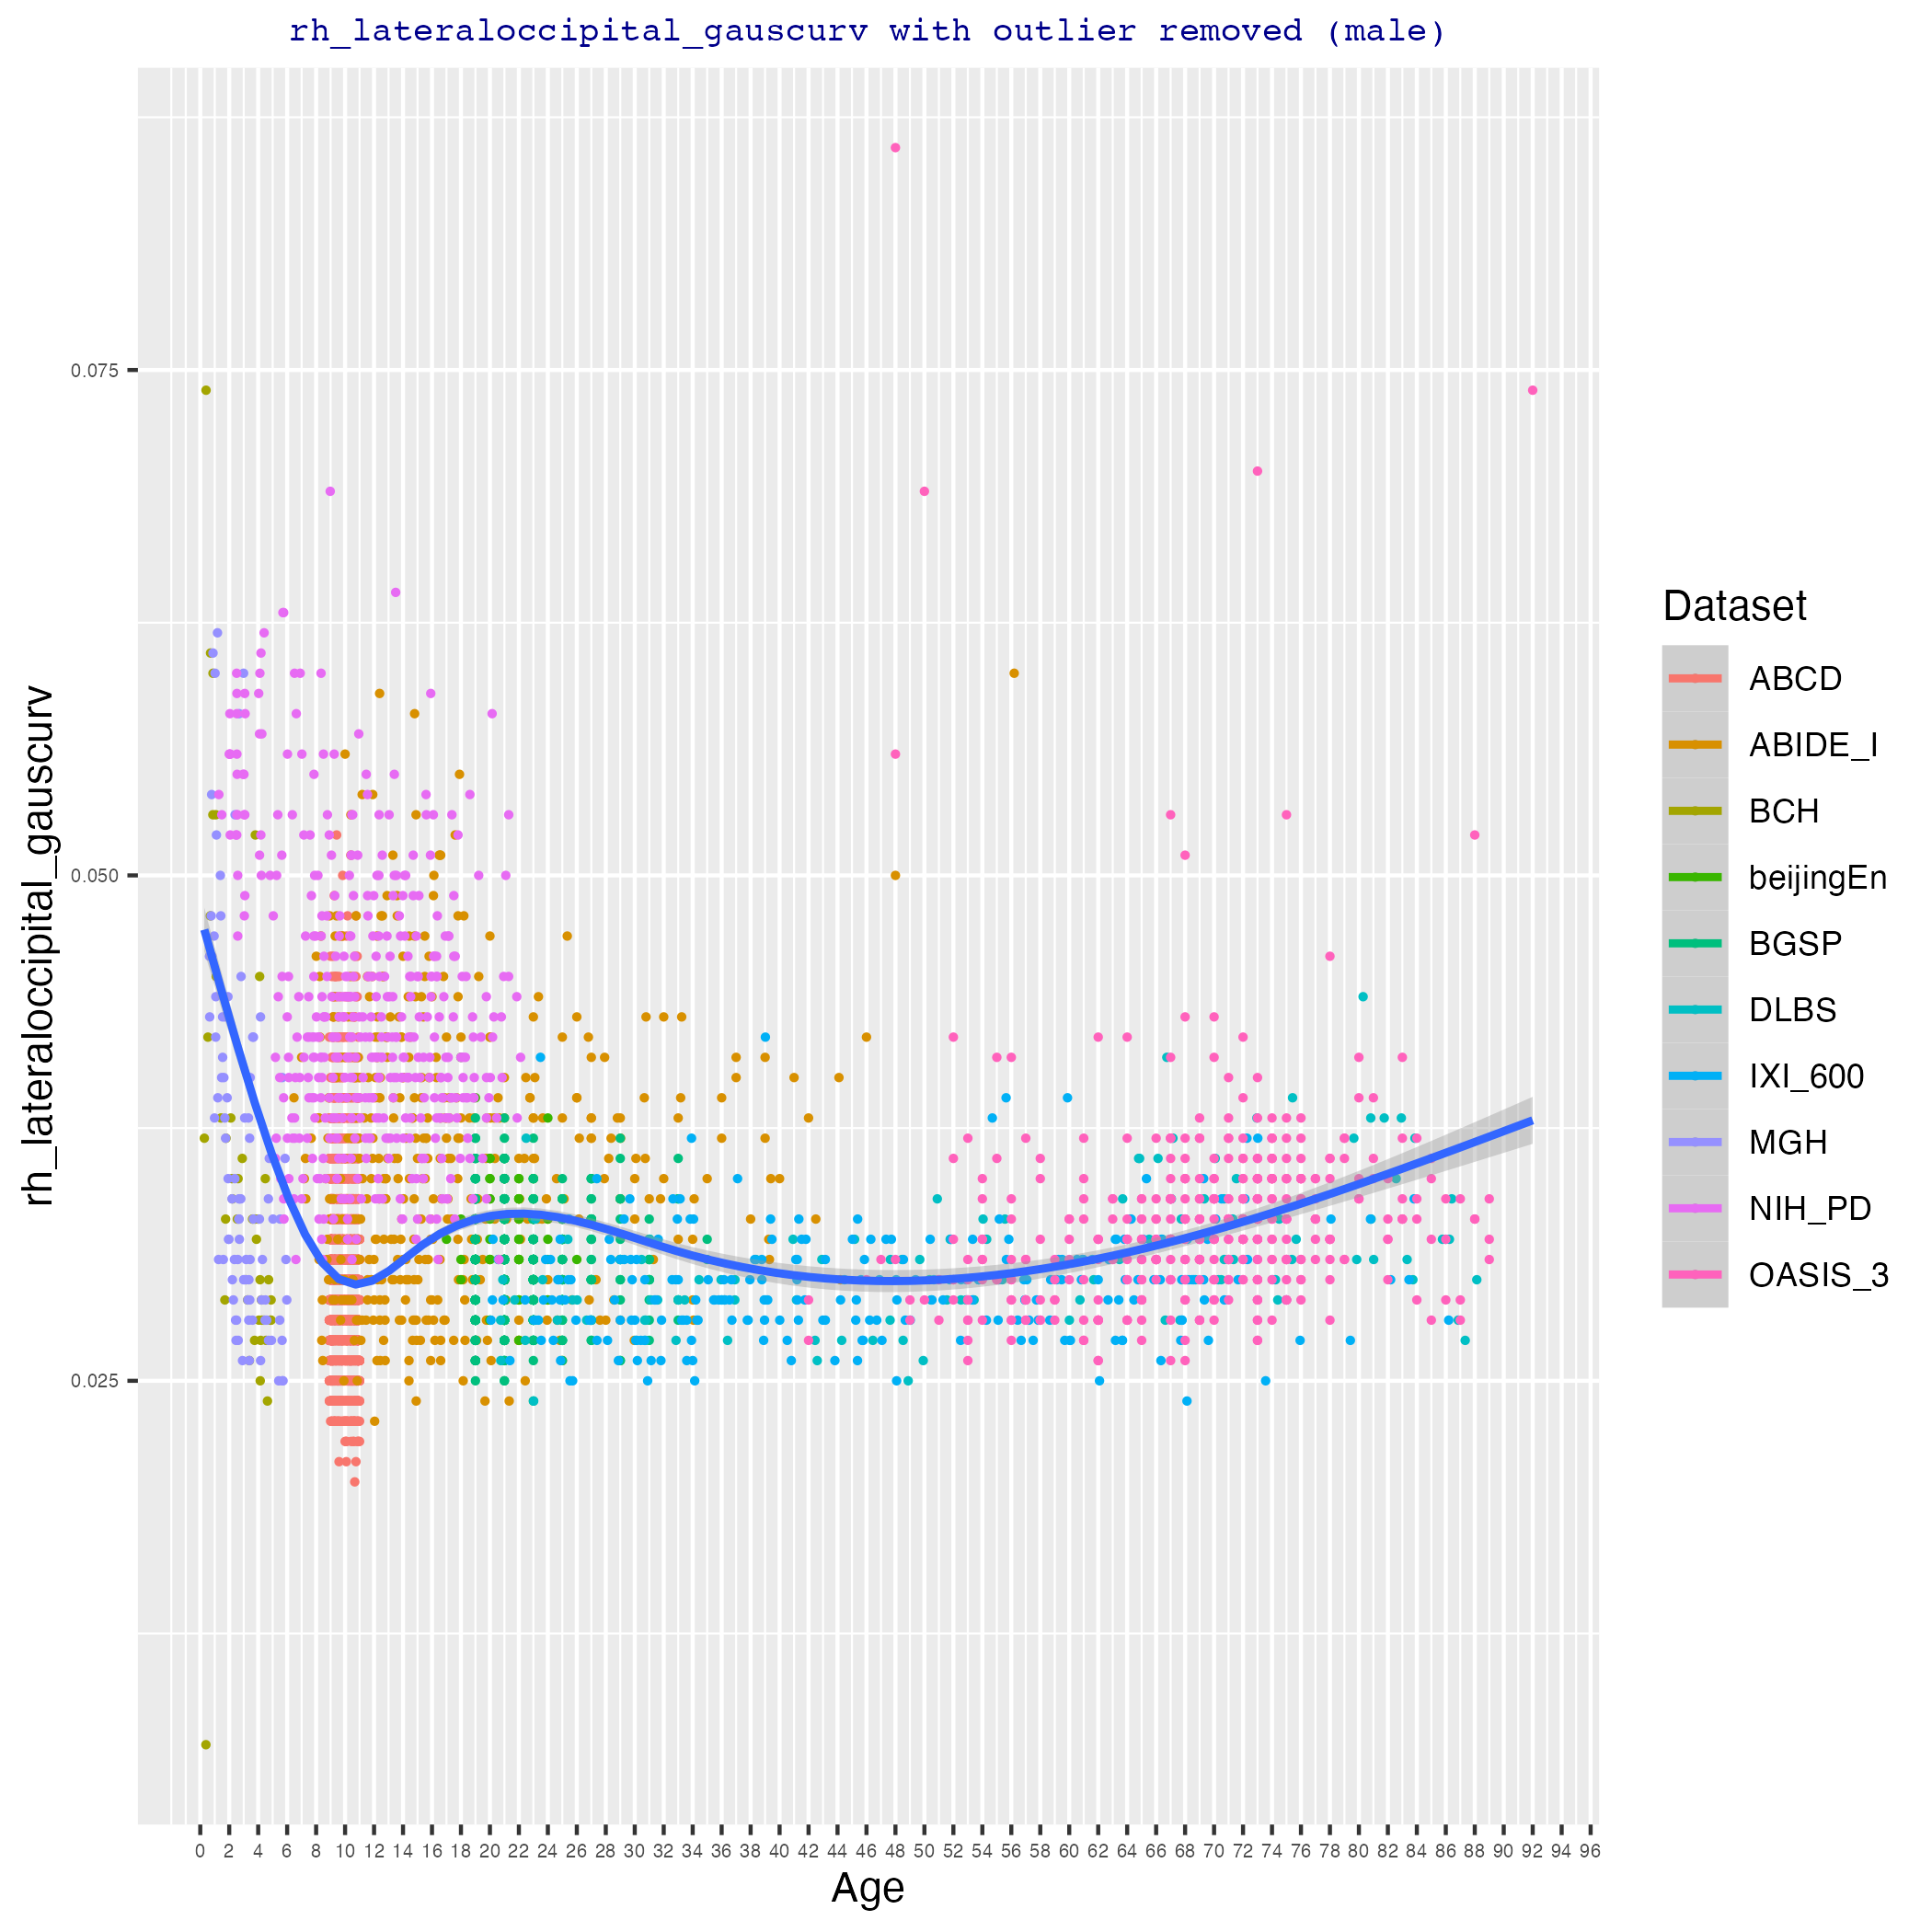 rh_lateraloccipital_gauscurv with outlier removed (male)
rh_lateraloccipital_gauscurv
0.075
0.050
0.025
0 2 4 6 8 10 12 14 16 18 20 22 24 26 28 30 32 34 36 38 40 42 44 46 48 50 52 54 56 58 60 62 64 66 68 70 72 74 76 78 80 82 84 86 88 90 92 94 96
Age
Dataset
ABCD
ABIDE_I
BCH
beijingEn
BGSP
DLBS
IXI_600
MGH
NIH_PD
OASIS_3